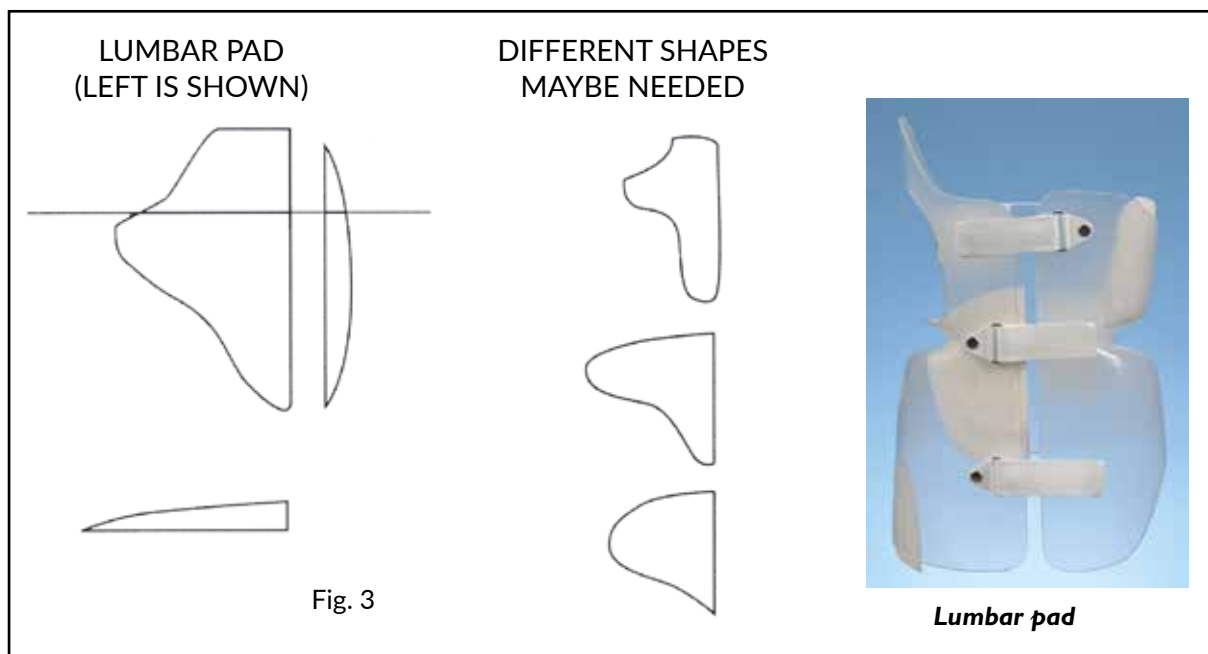 LUMBAR PAD
(LEFT IS SHOWN)
DIFFERENT SHAPES
MAYBE NEEDED
Fig. 3
Lumbar pad